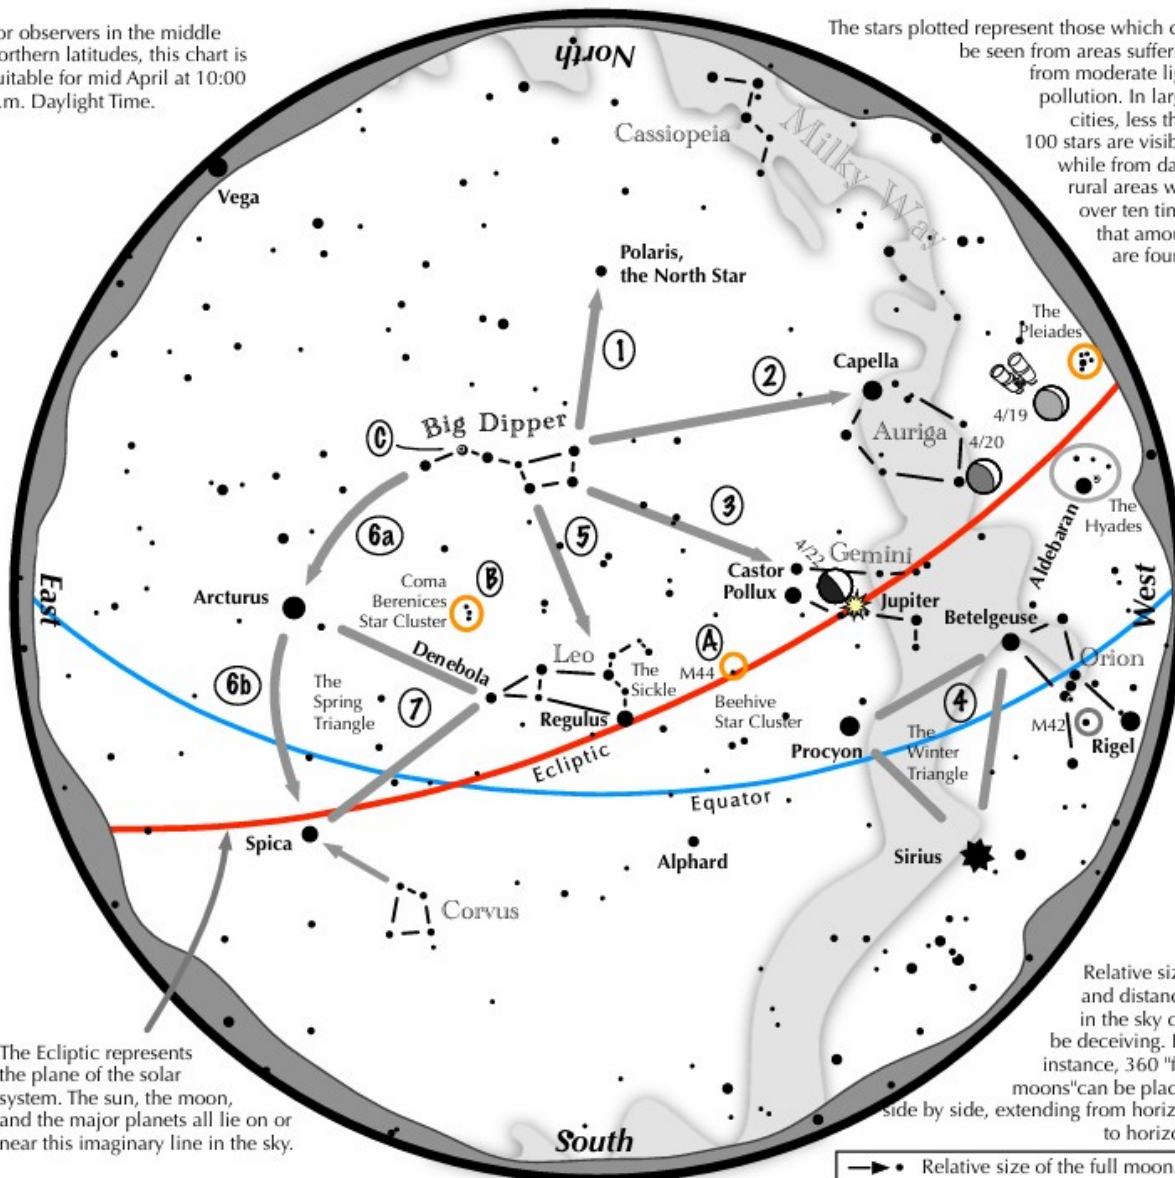 or observers in the middle
orthern latitudes, this chart is
uitable for mid April at 10:00
.m. Daylight Time.
The stars plotted represent those which c
be seen from areas suffer
from moderate lig
pollution. In larg
cities, less th
100 stars are visib
while from da
rural areas w
over ten tim
that amou
are foun
North
Cassiopeia
Milky Way
Vega
Polaris,
the North Star
1
The
Pleiades
Capella
2
4/19
Big Dipper
C
Auriga
4/20
3
The
Hyades
Aldebaran
6a
5
4/22
Gemini
Castor
Pollux
Jupiter
East
West
Arcturus
Coma
Berenices
Star Cluster
B
Betelgeuse
Orion
Denebola
Leo
The
Sickle
A
M44
Beehive
Star Cluster
6b
The
Spring
Triangle
7
Regulus
4
M42
Rigel
Procyon
The
Winter
Triangle
Ecliptic
Equator
Spica
Alphard
Sirius
Corvus
The Ecliptic represents
the plane of the solar
system. The sun, the moon,
and the major planets all lie on or
near this imaginary line in the sky.
Relative siz
and distanc
in the sky c
be deceiving. F
instance, 360 "f
moons"can be plac
side by side, extending from horiz
to horizo
South
Relative size of the full moon